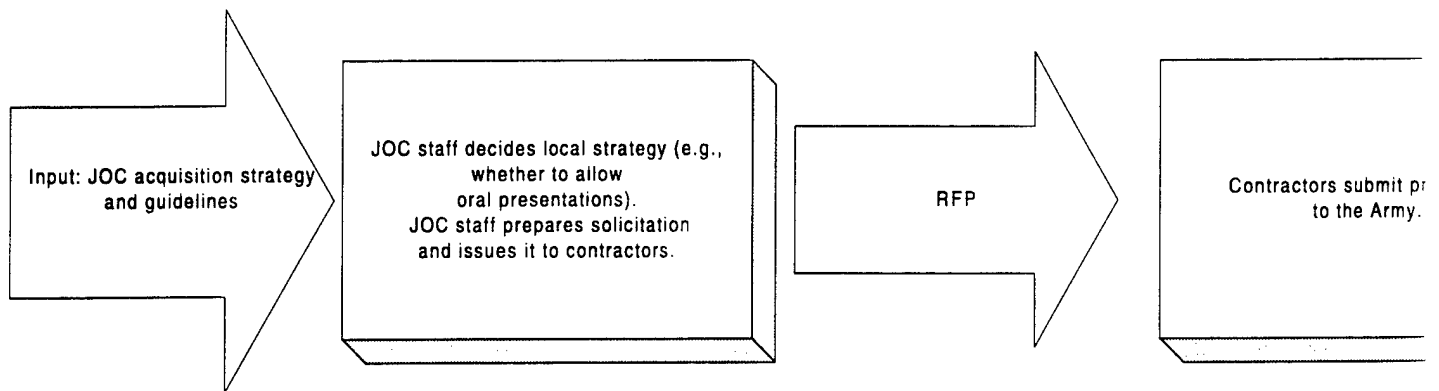 Input: JOC acquisition strategy
and guidelines
JOC staff decides local strategy (e.g.,
whether to allow
oral presentations).
JOC staff prepares solicitation
and issues it to contractors.
RFP
Contractors submit
to the Army.